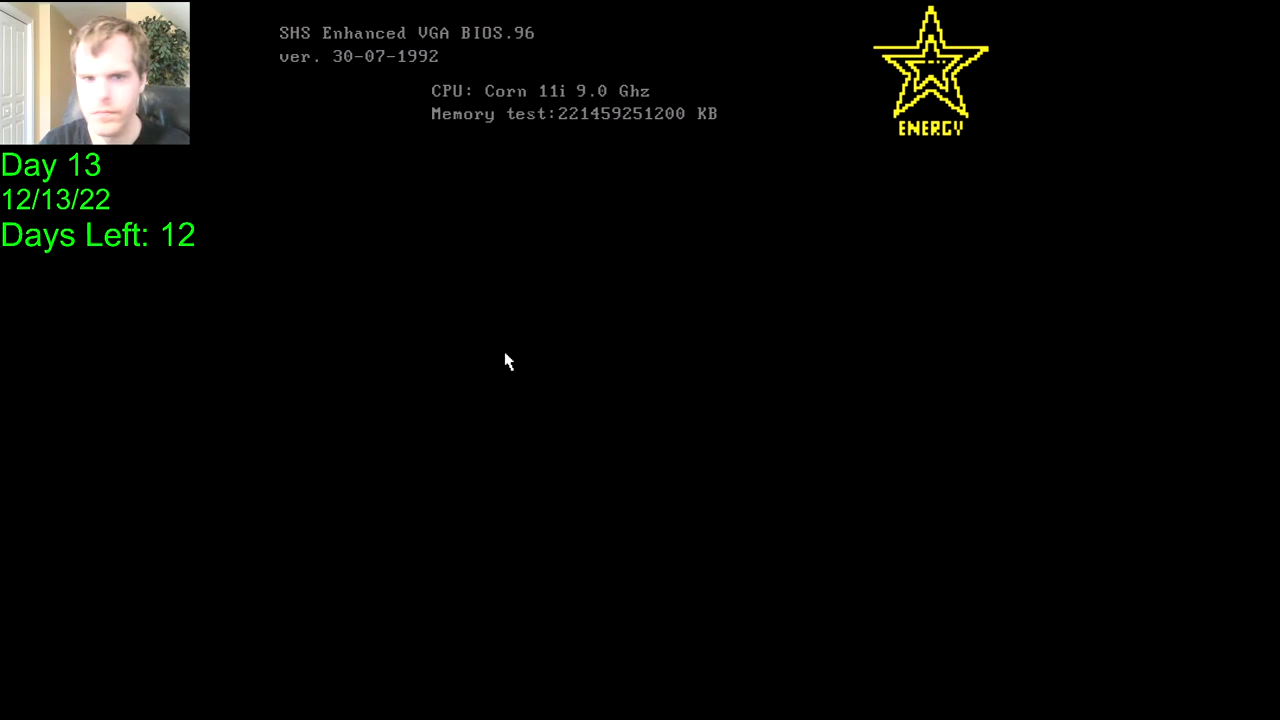 SHS Enhanced VGA BIOS.96
ver. 30-07-1992
CPU: Corn 11i 9.0 Ghz
Memory test:221459251200 KB
ENERGY
Day 13
12/13/22
Days Left: 12